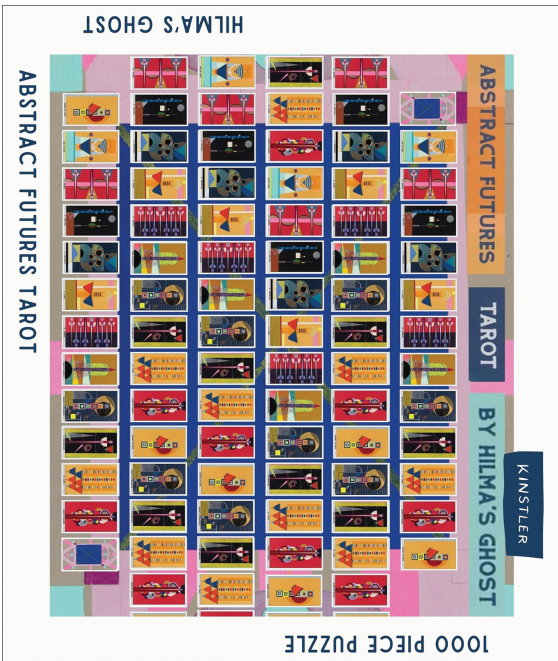 HILMA'S GHOST
ABSTRACT FUTURES TAROT
ABSTRACT FUTURES
TAROT
BY HILMA'S GHOST
KINSTLER
1000 PIECE PUZZLE